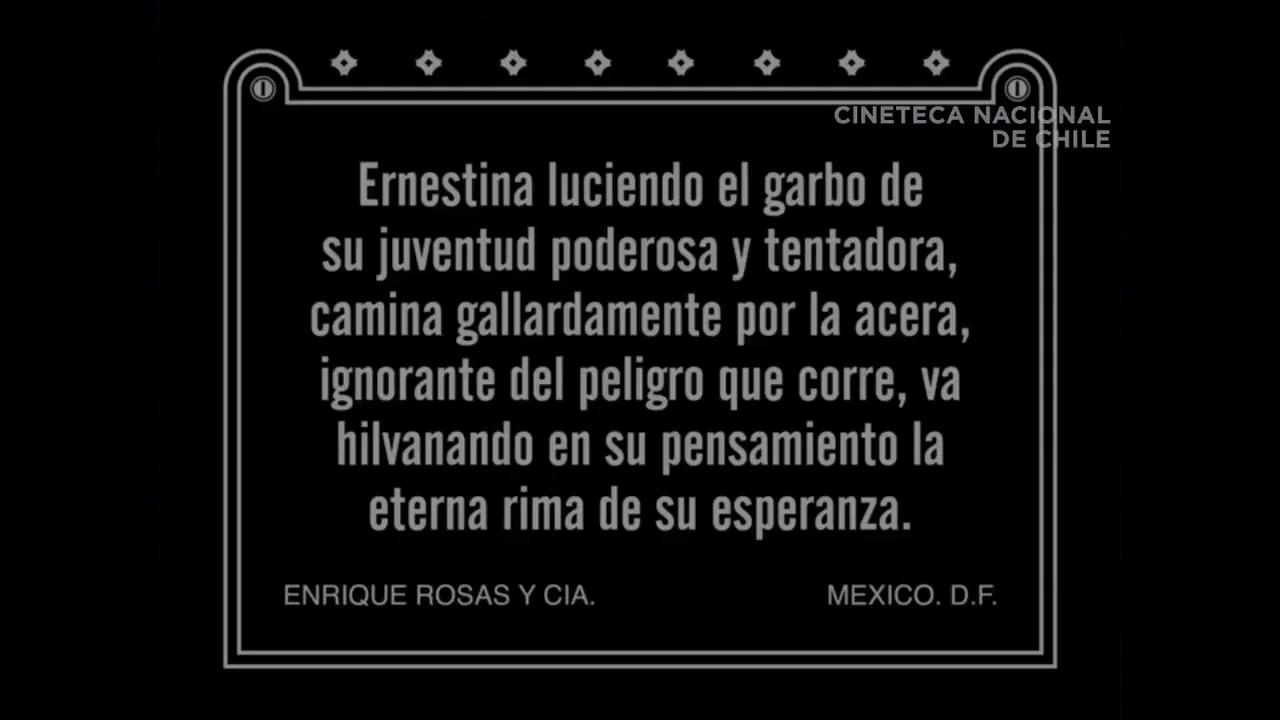 CINETECA NACIONAL
DE CHILE
Ernestina luciendo el garbo de
su juventud poderosa y tentadora,
camina gallardamente por la acera,
ignorante del peligro que corre, va
hilvanando en su pensamiento la
eterna rima de su esperanza.
ENRIQUE ROSAS Y CIA.
MEXICO. D.F.